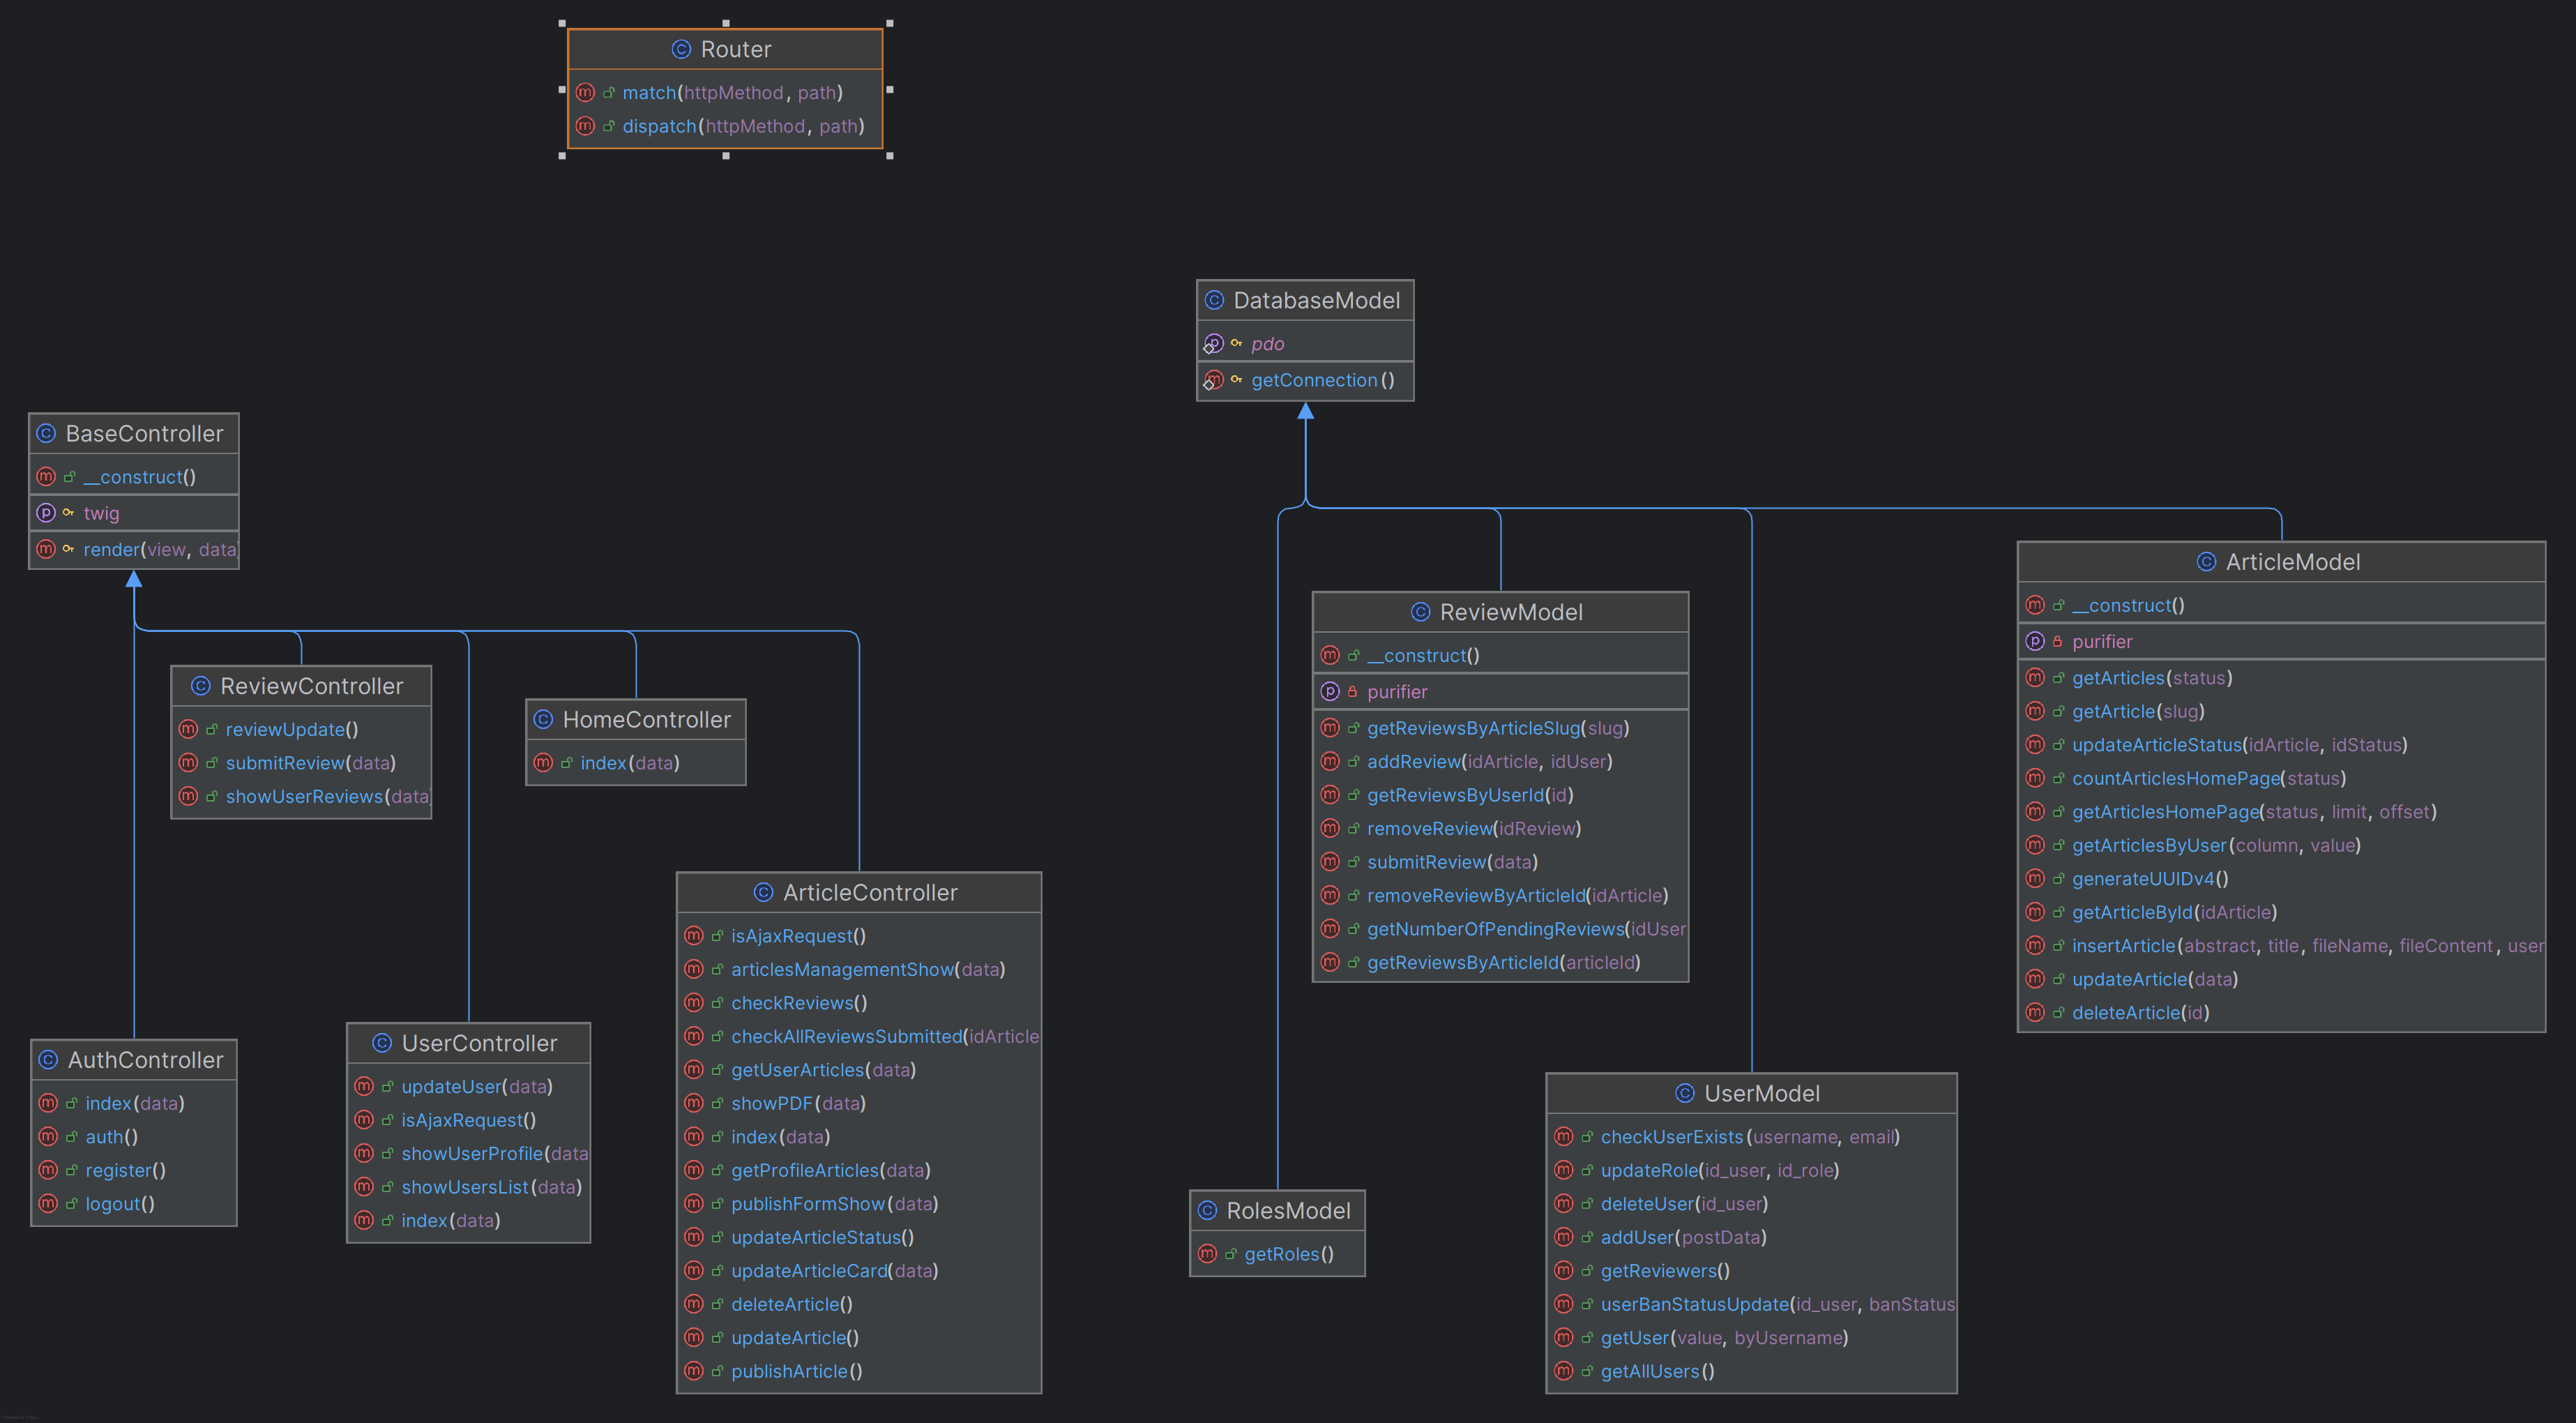 Router
match(httpMethod, path)
dispatch(httpMethod, path)
DatabaseModel
pdo
getConnection()
BaseController
__construct()
twig
render(view, data)
ReviewController
reviewUpdate()
submitReview(data)
showUserReviews(data)
HomeController
index(data)
ArticleController
isAjaxRequest()
articlesManagementShow(data)
checkReviews()
checkAllReviewsSubmitted(idArticle
getUserArticles(data)
showPDF(data)
index(data)
getProfileArticles(data)
publishFormShow(data)
updateArticleStatus()
updateArticleCard(data)
deleteArticle()
updateArticle()
publishArticle()
AuthController
index(data)
auth()
register()
logout()
UserController
updateUser(data)
isAjaxRequest()
showUserProfile(data
showUsersList(data)
index(data)
ReviewModel
__construct()
purifier
getReviewsByArticleSlug(slug)
addReview(idArticle, idUser)
getReviewsByUserId(id)
removeReview(idReview)
submitReview(data)
removeReviewByArticleId(idArticle)
getNumberOfPendingReviews(idUser
getReviewsByArticleId(articleId)
ArticleModel
__construct()
purifier
getArticles(status)
getArticle(slug)
updateArticleStatus(idArticle, idStatus)
countArticlesHomePage(status)
getArticlesHomePage(status, limit, offset)
getArticlesByUser(column, value)
generateUUIDv4()
getArticleById(idArticle)
insertArticle(abstract, title, fileName, fileContent, user
updateArticle(data)
deleteArticle(id)
RolesModel
getRoles()
UserModel
checkUserExists(username, email)
updateRole(id_user, id_role)
deleteUser(id_user)
addUser(postData)
getReviewers()
userBanStatusUpdate(id_user, banStatus
getUser(value, byUsername)
getAllUsers()